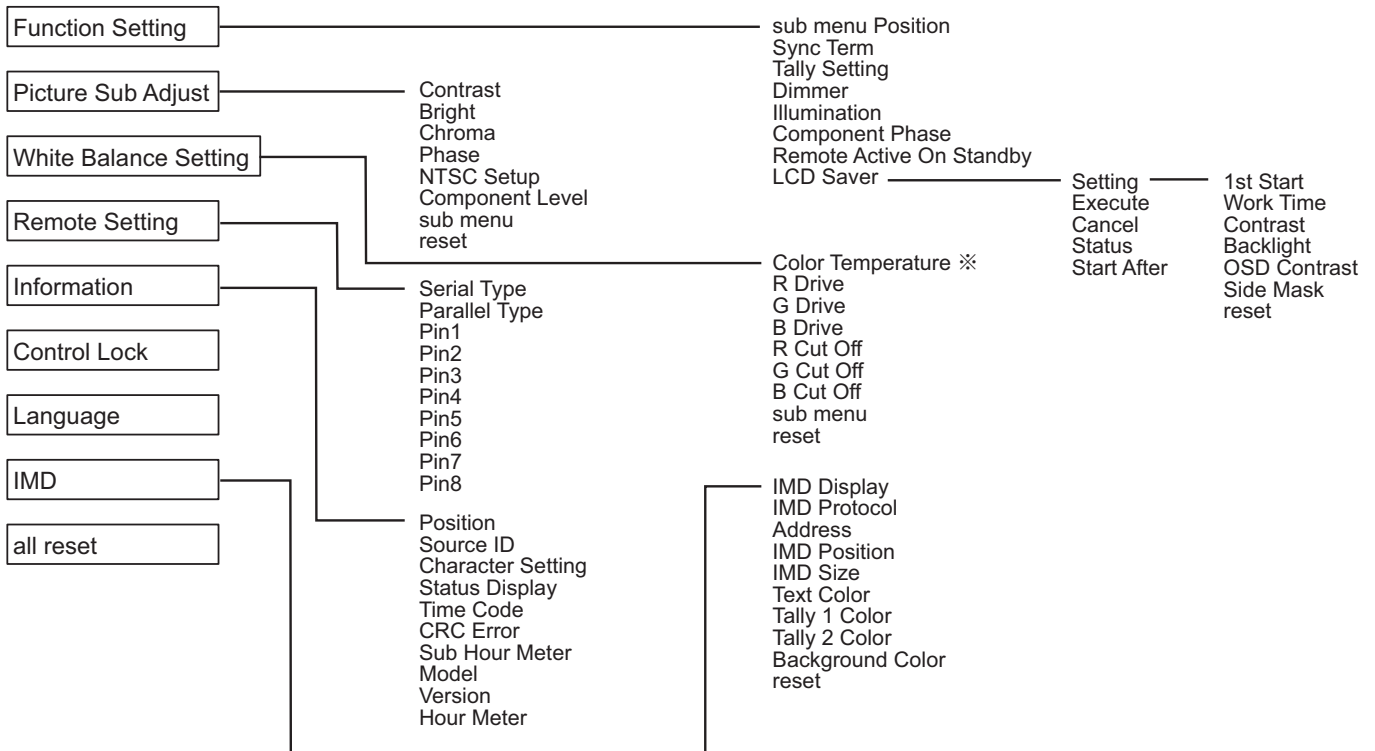 Function Setting
Picture Sub Adjust
White Balance Setting
Remote Setting
Information
Control Lock
Language
IMD
all reset
Contrast
Bright
Chroma
Phase
NTSC Setup
Component Level
sub menu
reset
Serial Type
Parallel Type
Pin1
Pin2
Pin3
Pin4
Pin5
Pin6
Pin7
Pin8
Position
Source ID
Character Setting
Status Display
Time Code
CRC Error
Sub Hour Meter
Model
Version
Hour Meter
sub menu Position
Sync Term
Tally Setting
Dimmer
Illumination
Component Phase
Remote Active On Standby
LCD Saver
Color Temperature ※
R Drive
G Drive
B Drive
R Cut Off
G Cut Off
B Cut Off
sub menu
reset
IMD Display
IMD Protocol
Address
IMD Position
IMD Size
Text Color
Tally 1 Color
Tally 2 Color
Background Color
reset
Setting
Execute
Cancel
Status
Start After
1st Start
Work Time
Contrast
Backlight
OSD Contrast
Side Mask
reset